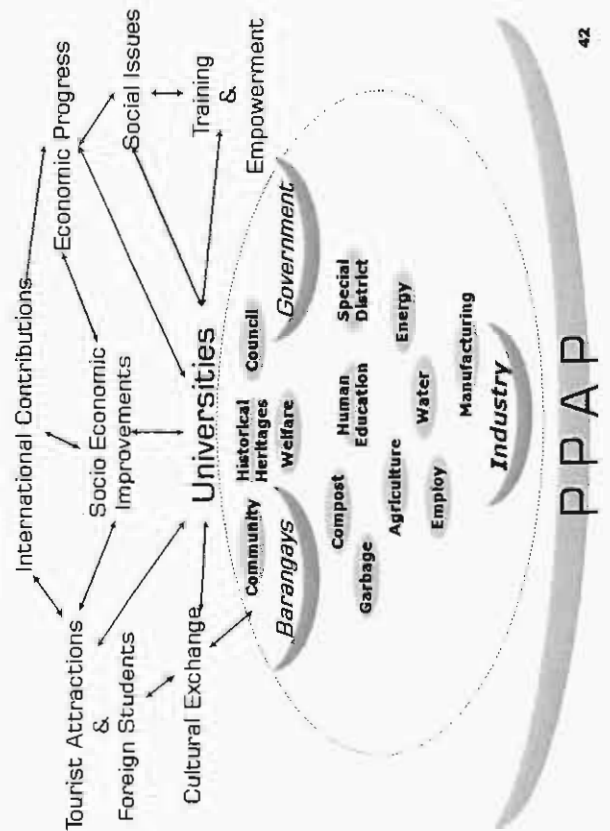 International Contributions
Tourist Attractions
&
Foreign Students
Socio Economic
Improvements
Economic Progress
Cultural Exchange
Universities
Social Issues
Training
&
Empowerment
Community
Historical
Heritages
Council
Welfare
Barangays
Government
Compost
Human
Education
Special
District
Garbage
Agriculture
Water
Energy
Employ
Manufacturing
Industry
PPAP
42